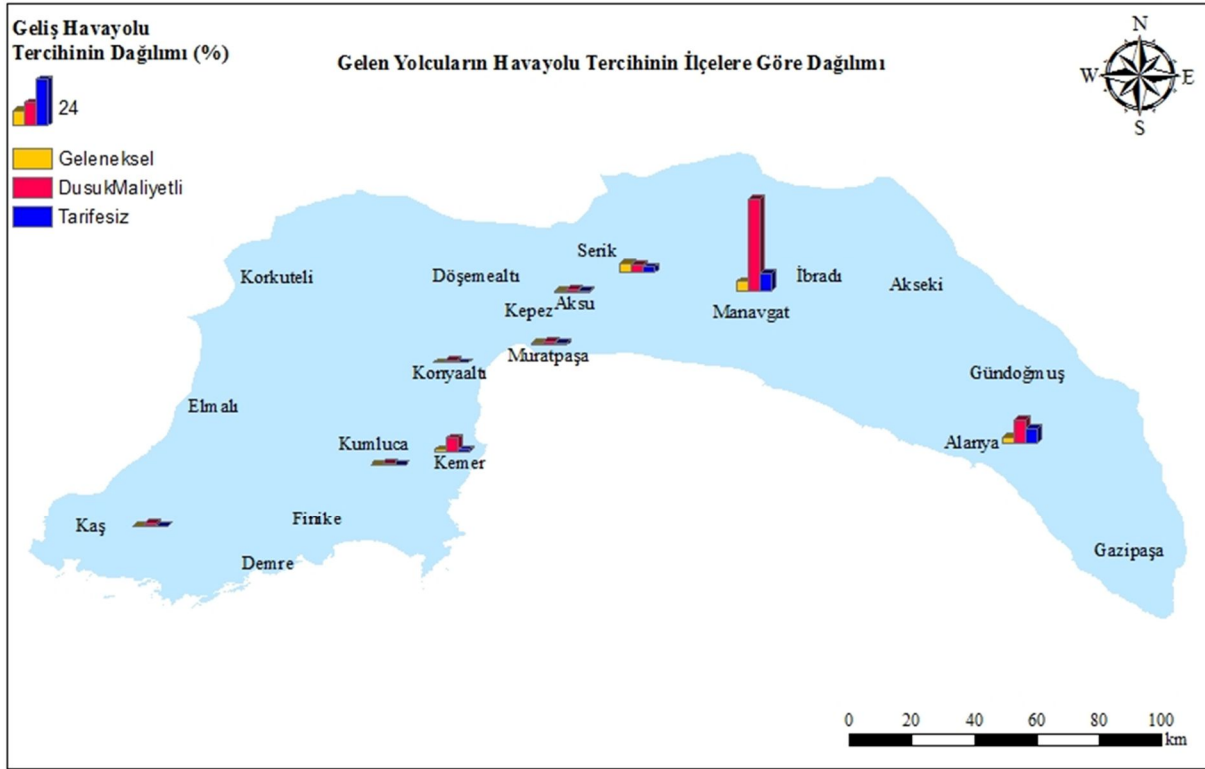 Geliş Havayolu
Tercihinin Dağılımı (%)
24
Geleneksel
DusukMaliyetli
Tarifesiz
Gelen Yolcuların Havayolu Tercihinin İlçelere Göre Dağılımı
N
W
E
S
Serik
Korkuteli
Döşemealtı
İbradı
Akseki
Kepez
Aksu
Manavgat
Muratpaşa
Konyaaltı
Gündoğmuş
Elmalı
Kumluca
Kemer
Alanya
Kaş
Finike
Demre
Gazipaşa
0 20 40 60 80 100
km